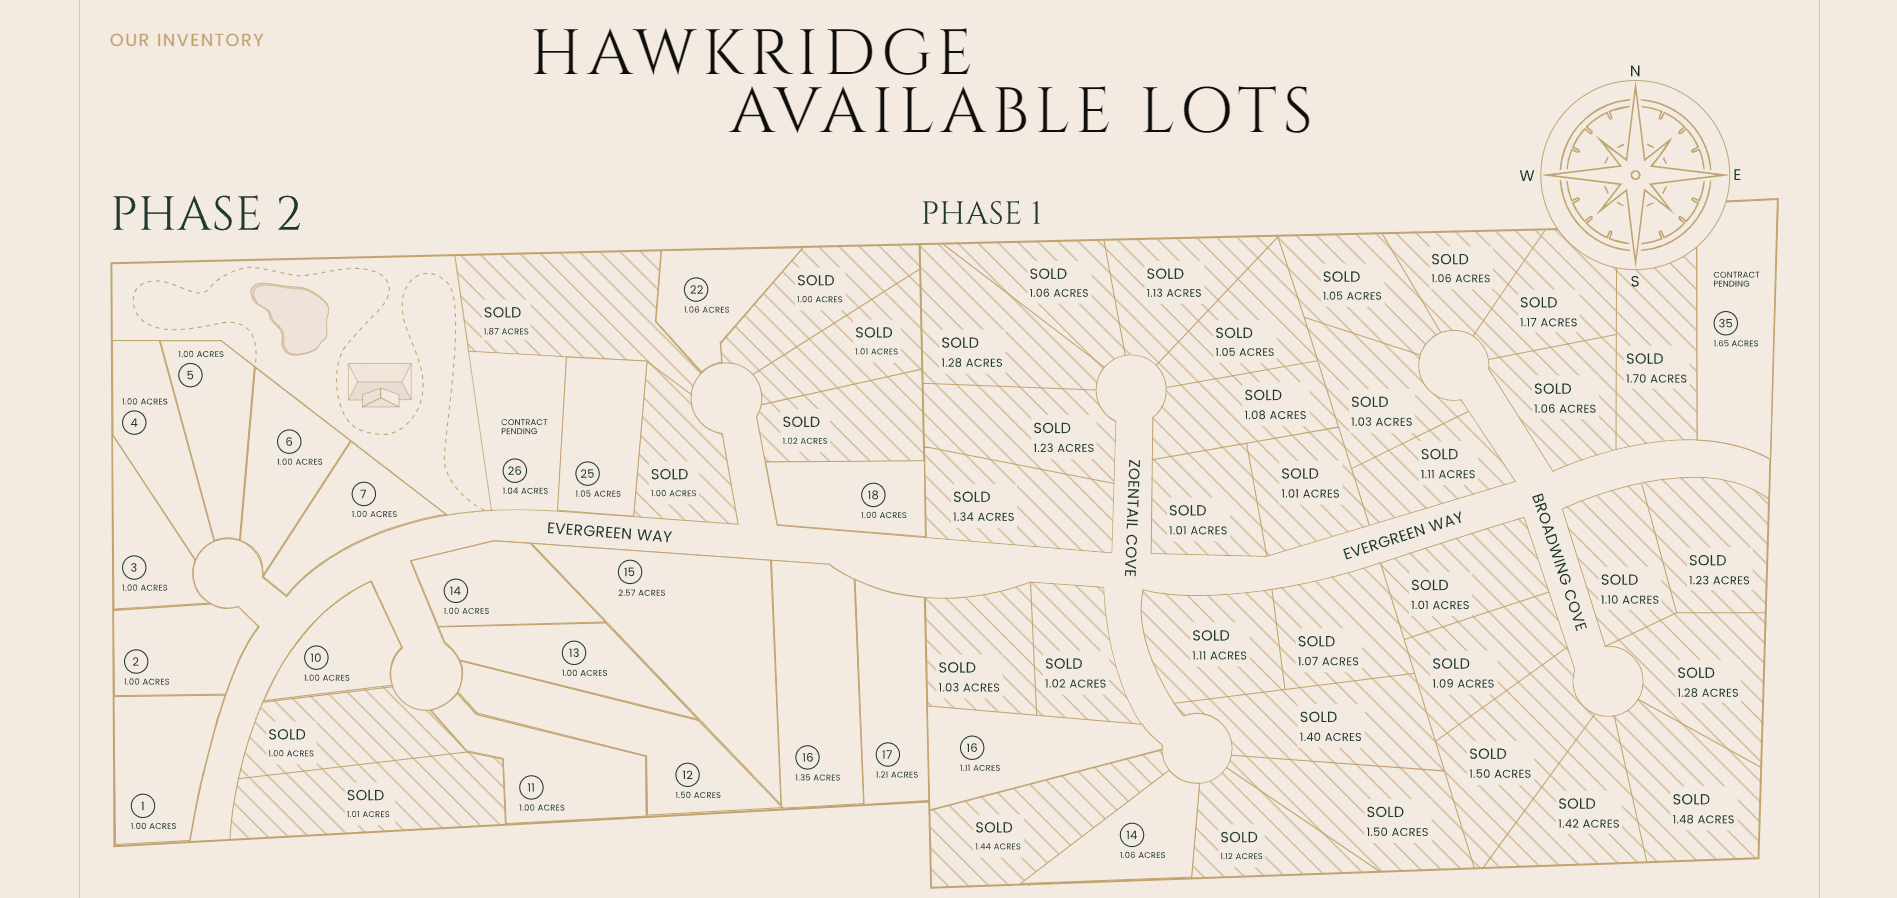 OUR INVENTORY
HAWKRIDGE
AVAILABLE LOTS
N
W
E
S
PHASE 2
PHASE 1
1.00 ACRES
5
1.00 ACRES
4
6
1.00 ACRES
7
1.00 ACRES
3
1.00 ACRES
2
1.00 ACRES
1
1.00 ACRES
SOLD
1.87 ACRES
22
1.06 ACRES
SOLD
1.00 ACRES
SOLD
1.01 ACRES
SOLD
1.02 ACRES
CONTRACT
PENDING
26
1.04 ACRES
25
1.05 ACRES
SOLD
1.00 ACRES
18
1.00 ACRES
EVERGREEN WAY
14
1.00 ACRES
15
2.57 ACRES
10
1.00 ACRES
13
1.00 ACRES
SOLD
1.00 ACRES
SOLD
1.01 ACRES
11
1.00 ACRES
12
1.50 ACRES
16
1.35 ACRES
17
1.21 ACRES
SOLD
1.06 ACRES
SOLD
1.13 ACRES
SOLD
1.28 ACRES
SOLD
1.05 ACRES
SOLD
1.23 ACRES
SOLD
1.08 ACRES
SOLD
1.34 ACRES
SOLD
1.01 ACRES
SOLD
1.01 ACRES
ZOENTAIL COVE
SOLD
1.05 ACRES
SOLD
1.06 ACRES
SOLD
1.17 ACRES
SOLD
1.03 ACRES
SOLD
1.11 ACRES
SOLD
1.06 ACRES
SOLD
1.70 ACRES
CONTRACT
PENDING
35
1.65 ACRES
EVERGREEN WAY
BROADWING COVE
SOLD
1.03 ACRES
SOLD
1.02 ACRES
SOLD
1.11 ACRES
SOLD
1.07 ACRES
SOLD
1.01 ACRES
SOLD
1.10 ACRES
SOLD
1.23 ACRES
SOLD
1.09 ACRES
SOLD
1.28 ACRES
SOLD
1.40 ACRES
16
1.11 ACRES
SOLD
1.50 ACRES
SOLD
1.44 ACRES
14
1.06 ACRES
SOLD
1.12 ACRES
SOLD
1.50 ACRES
SOLD
1.42 ACRES
SOLD
1.48 ACRES